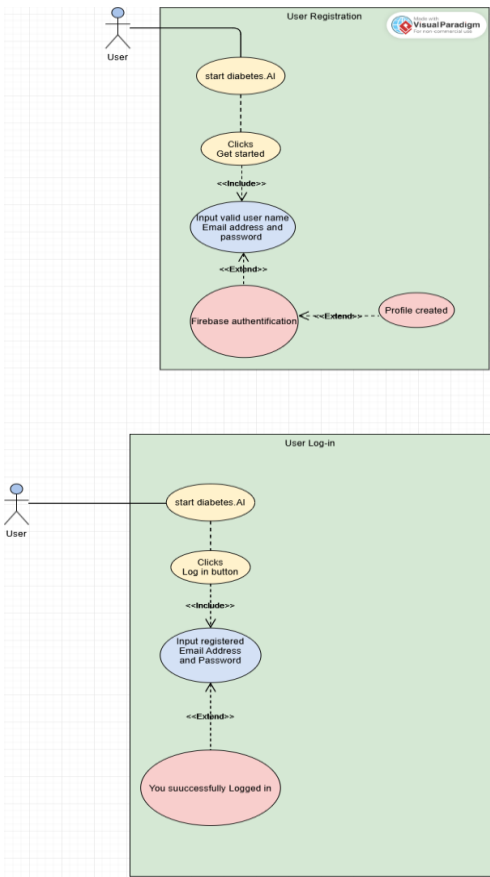 User Registration
Made with
Visual Paradigm
For non-commercial use
User
start diabetes.AI
Clicks
Get started
<<Include>>
Input valid user name
Email address and
password
<<Extend>>
Firebase authentification
<<Extend>>
Profile created
User Log-in
User
start diabetes.AI
Clicks
Log in button
<<Include>>
Input registered
Email Address
and Password
<<Extend>>
You suuccessfully Logged in